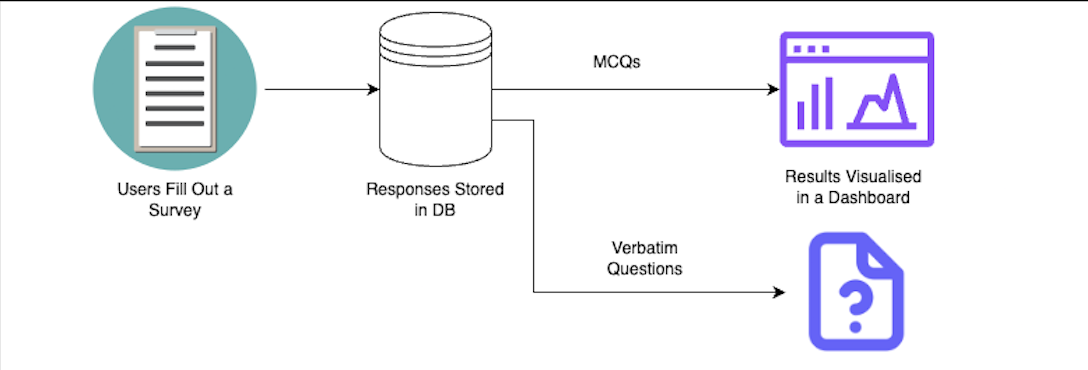 MCQs
Users Fill Out a
Survey
Responses Stored
in DB
Results Visualised
in a Dashboard
Verbatim
Questions
?